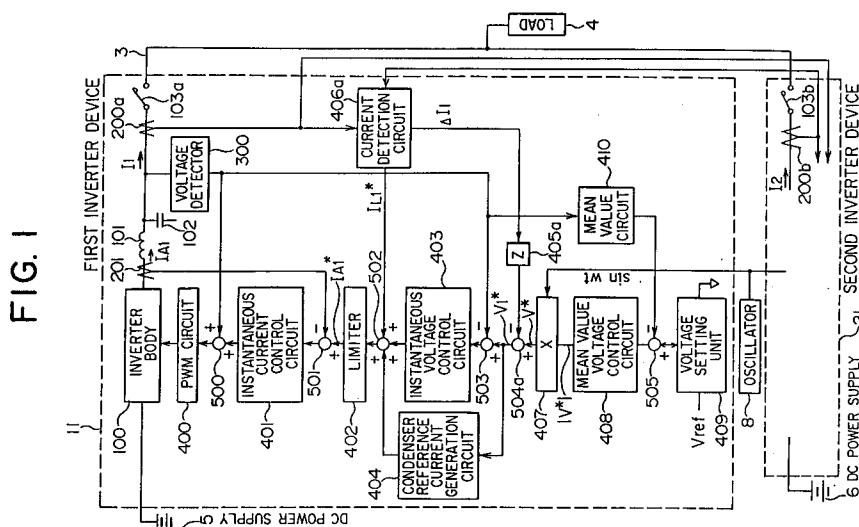 FIG. 1
FIRST INVERTER DEVICE
11
3
LOAD
4
103a
200a
I1
300
VOLTAGE DETECTOR
102
101
201
IA1
100
INVERTER BODY
406a
CURRENT DETECTION CIRCUIT
ΔI1
IL1*
400
PWM CIRCUIT
500
+
+
401
INSTANTANEOUS CURRENT CONTROL CIRCUIT
501
-
+
IA1*
402
LIMITER
502
+
+
+
403
INSTANTANEOUS VOLTAGE CONTROL CIRCUIT
404
CONDENSER REFERENCE CURRENT GENERATION CIRCUIT
503
-
+
V1*
504a
-
+
V*
Z
405a
410
MEAN VALUE CIRCUIT
407
X
sin wt
|V*|
408
MEAN VALUE VOLTAGE CONTROL CIRCUIT
505
-
+
409
VOLTAGE SETTING UNIT
Vref
8
OSCILLATOR
5
DC POWER SUPPLY
6 DC POWER SUPPLY
SECOND INVERTER DEVICE
103b
200b
I2